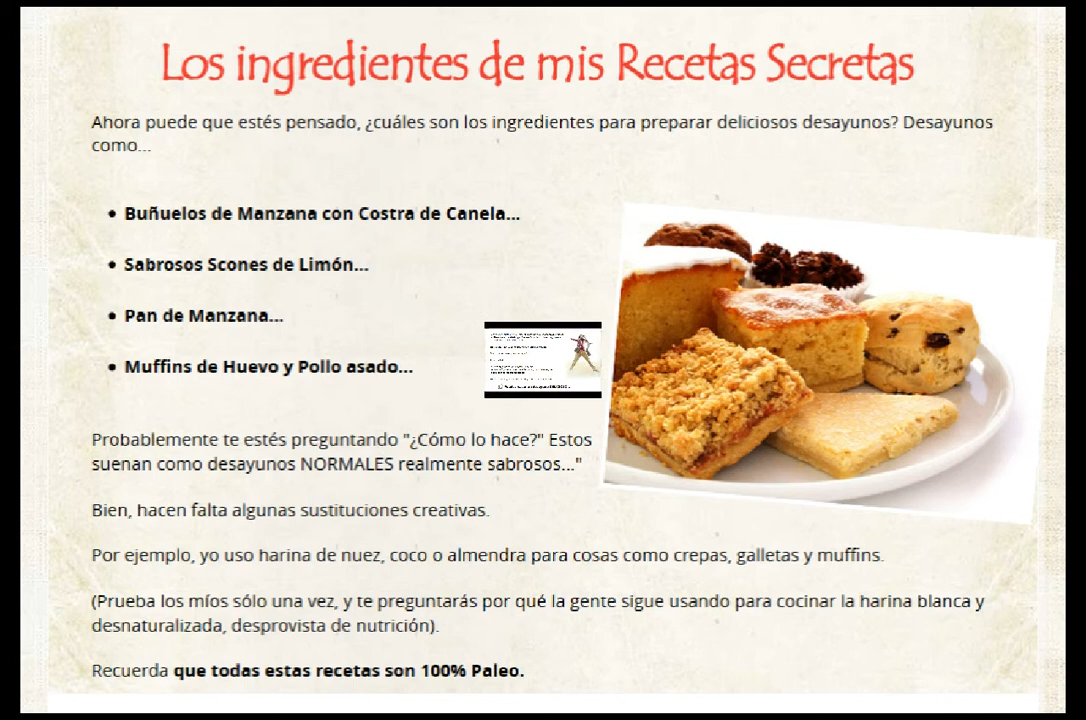 Los ingredientes de mis Recetas Secretas
Ahora puede que estés pensado, ¿cuáles son los ingredientes para preparar deliciosos desayunos? Desayunos
como...
• Buñuelos de Manzana con Costra de Canela...
• Sabrosos Scones de Limón...
• Pan de Manzana...
• Muffins de Huevo y Pollo asado...
Probablemente te estés preguntando "¿Cómo lo hace?" Estos
suenan como desayunos NORMALES realmente sabrosos..."
Bien, hacen falta algunas sustituciones creativas.
Por ejemplo, yo uso harina de nuez, coco o almendra para cosas como crepas, galletas y muffins.
(Prueba los míos sólo una vez, y te preguntarás por qué la gente sigue usando para cocinar la harina blanca y
desnaturalizada, desprovista de nutrición).
Recuerda que todas estas recetas son 100% Paleo.